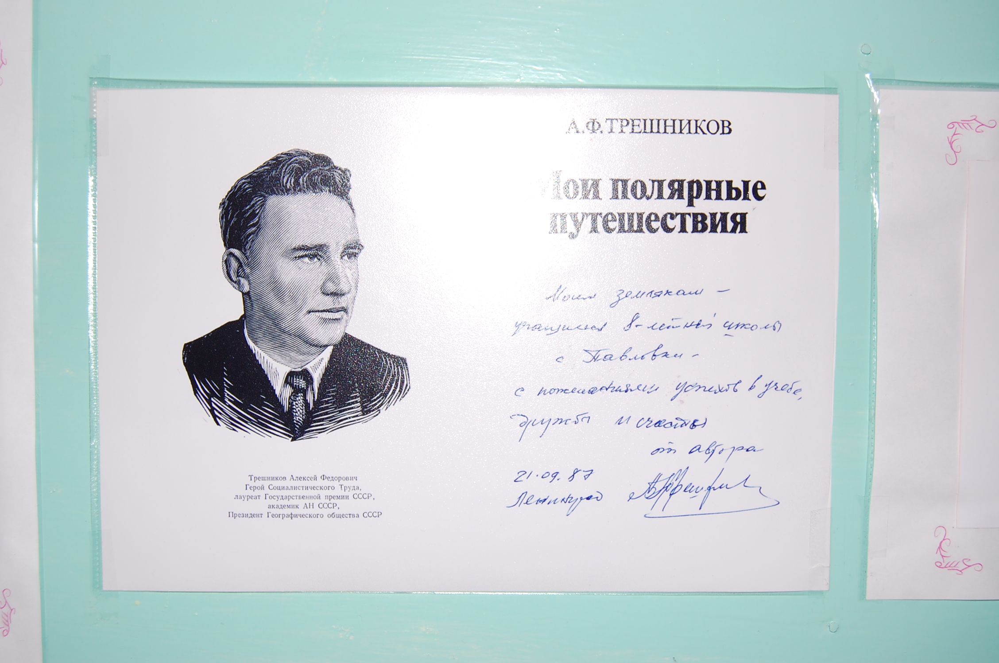 А.Ф. ТРЕШНИКОВ
Мои полярные
путешествия
Моим землякам –
учащимся 8-летней школы
с Павловки –
с пожеланиями успехов в учебе,
дружбы и счастья
от автора
21.09.87
Ленинград
Трешников Алексей Федорович
Герой Социалистического Труда,
лауреат Государственной премии СССР,
академик АН СССР,
Президент Географического общества СССР